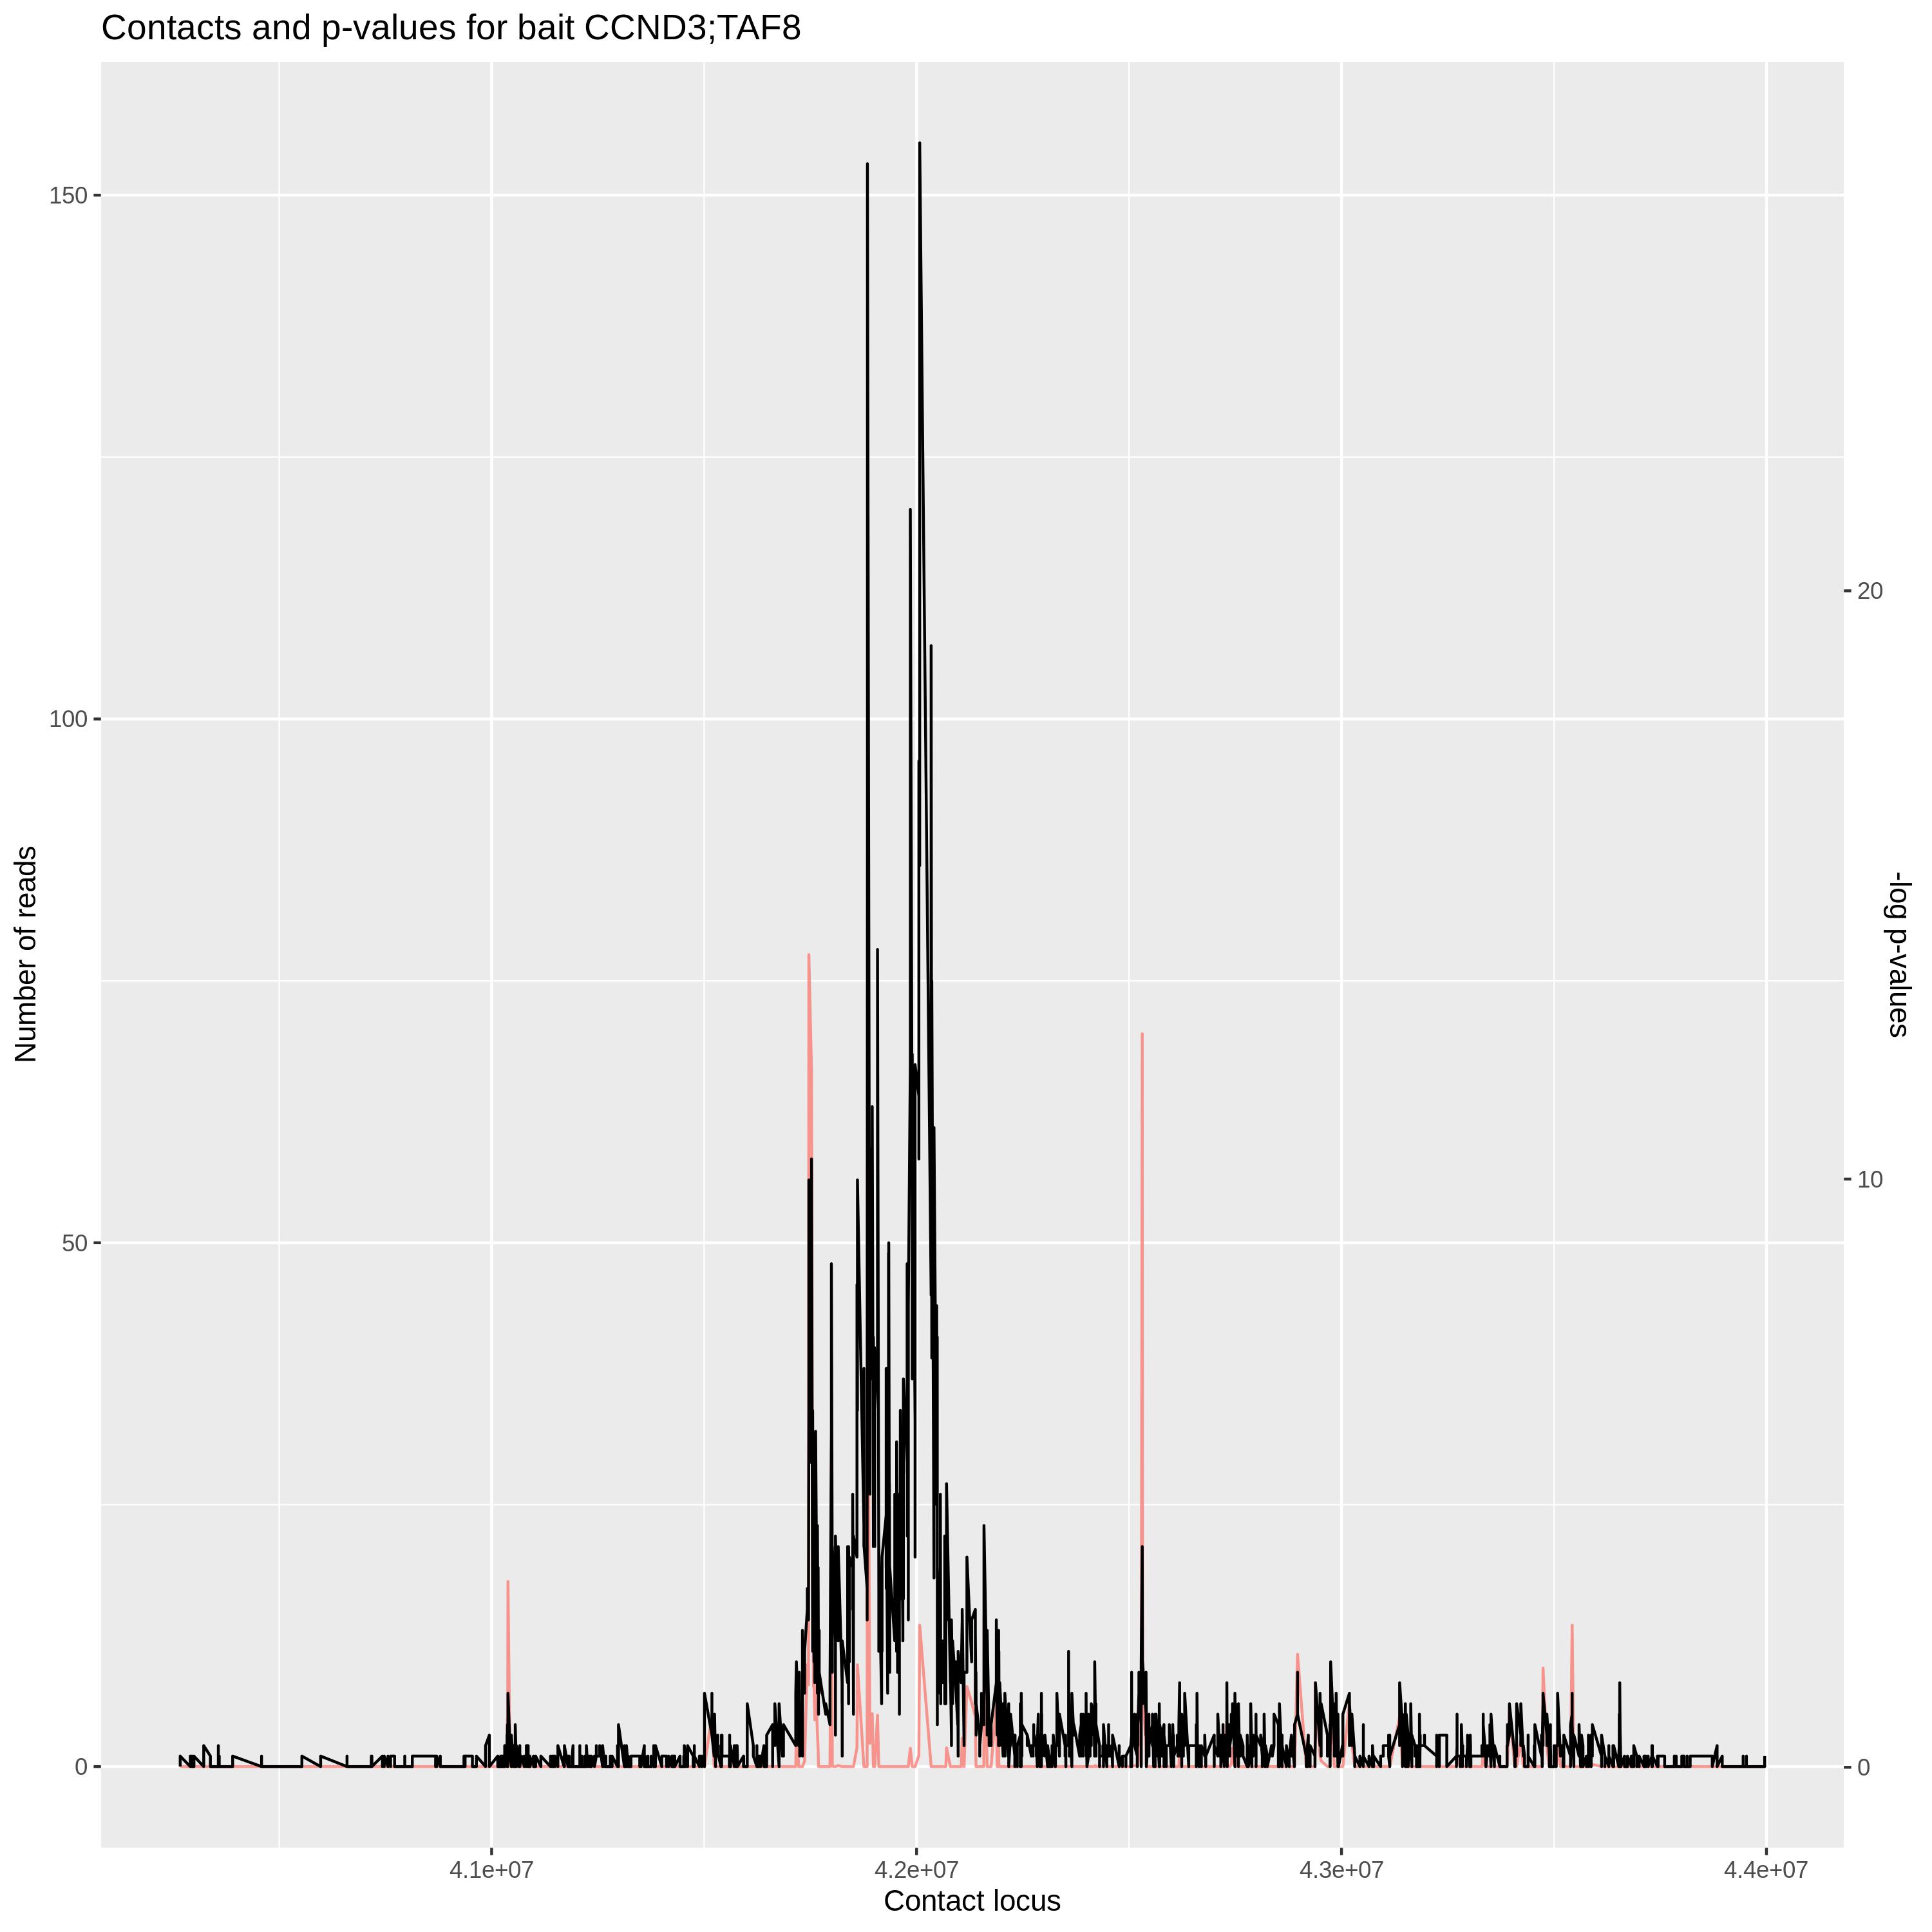 Contacts and p-values for bait CCND3;TAF8
Number of reads
150
100
50
0
20
10
0
-log p-values
4.1e+07
4.2e+07
4.3e+07
4.4e+07
Contact locus